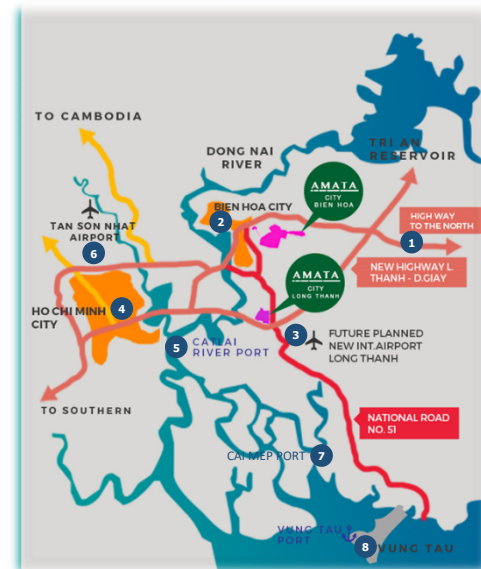 TO CAMBODIA
DONG NAI
RIVER
TRI AN
RESERVOIR
AMATA
CITY
BIEN HOA
BIEN HOA CITY
2
HIGH WAY
TO THE NORTH
1
TAN SON NHAT
AIRPORT
6
NEW HIGHWAY L.
THANH - D.GIAY
AMATA
CITY
LONG THANH
HO CHI MINH
CITY
4
3
FUTURE PLANNED
NEW INT.AIRPORT
LONG THANH
5
CATLAI
RIVER PORT
TO SOUTHERN
NATIONAL ROAD
NO. 51
CAI MEP PORT
7
VUNG TAU
PORT
8
VUNG TAU